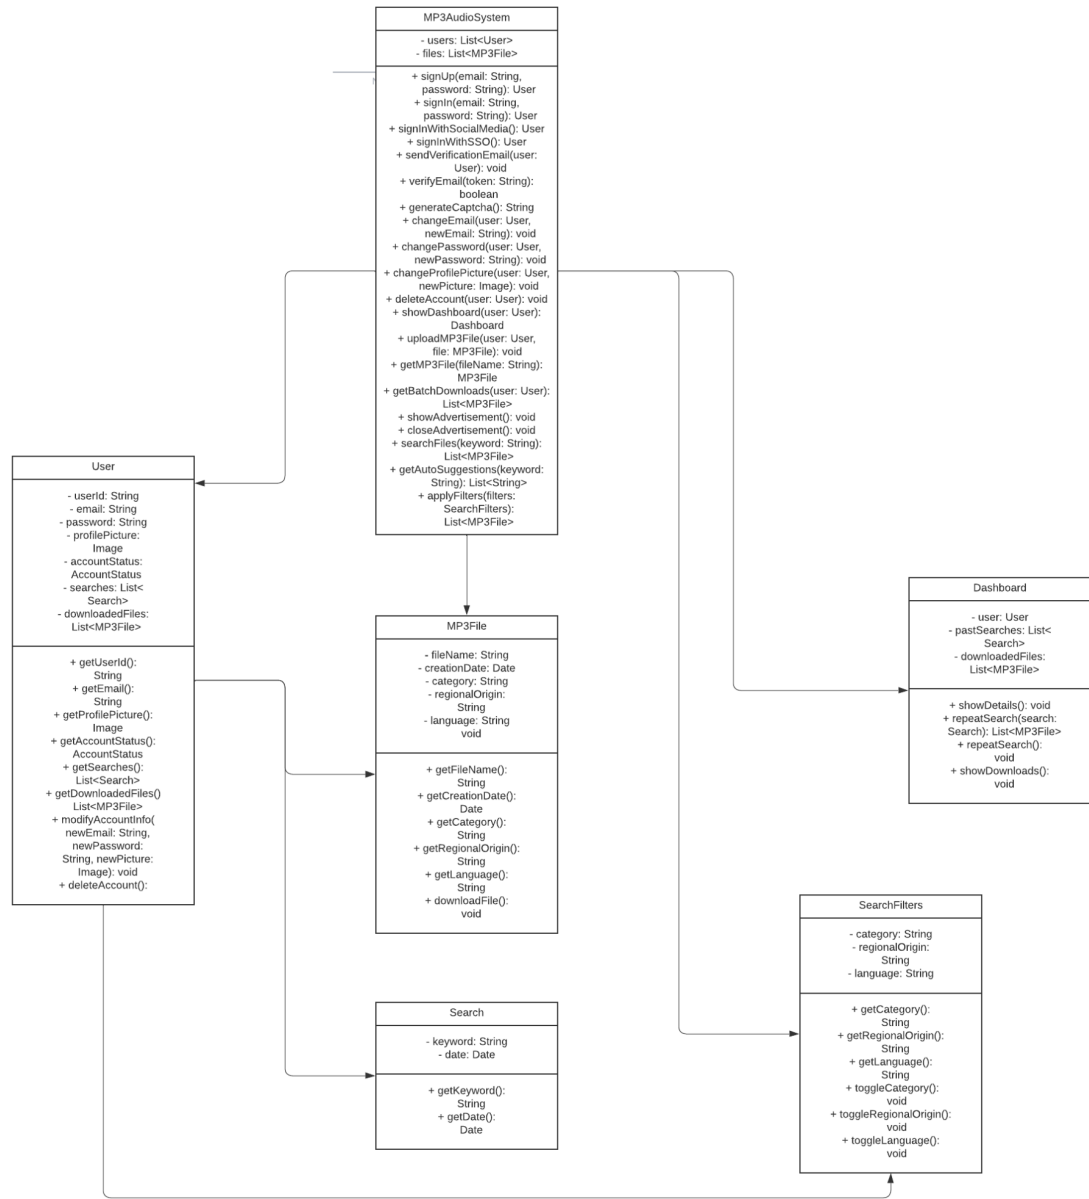 MP3AudioSystem
- users: List<User>
- files: List<MP3File>
+ signUp(email: String,
password: String): User
+ signIn(email: String,
password: String): User
+ signInWithSocialMedia(): User
+ signInWithSSO(): User
+ sendVerificationEmail(user:
User): void
+ verifyEmail(token: String):
boolean
+ generateCaptcha(): String
+ changeEmail(user: User,
newEmail: String): void
+ changePassword(user: User,
newPassword: String): void
+ changeProfilePicture(user: User,
newPicture: Image): void
+ deleteAccount(user: User): void
+ showDashboard(user: User):
Dashboard
+ uploadMP3File(user: User,
file: MP3File): void
+ getMP3File(fileName: String):
MP3File
+ getBatchDownloads(user: User):
List<MP3File>
+ showAdvertisement(): void
+ closeAdvertisement(): void
+ searchFiles(keyword: String):
List<MP3File>
+ getAutoSuggestions(keyword:
String): List<String>
+ applyFilters(filters:
SearchFilters):
List<MP3File>
User
- userId: String
- email: String
- password: String
- profilePicture:
Image
- accountStatus:
AccountStatus
- searches: List<
Search>
- downloadedFiles:
List<MP3File>
+ getUserId():
String
+ getEmail():
String
+ getProfilePicture():
Image
+ getAccountStatus():
AccountStatus
+ getSearches():
List<Search>
+ getDownloadedFiles()
List<MP3File>
+ modifyAccountInfo(
newEmail: String,
newPassword:
String, newPicture:
Image): void
+ deleteAccount():
MP3File
- fileName: String
- creationDate: Date
- category: String
- regionalOrigin:
String
- language: String
void
+ getFileName():
String
+ getCreationDate():
Date
+ getCategory():
String
+ getRegionalOrigin():
String
+ getLanguage():
String
+ downloadFile():
void
Dashboard
- user: User
- pastSearches: List<
Search>
- downloadedFiles:
List<MP3File>
+ showDetails(): void
+ repeatSearch(search:
Search): List<MP3File>
+ repeatSearch():
void
+ showDownloads():
void
SearchFilters
- category: String
- regionalOrigin:
String
- language: String
+ getCategory():
String
+ getRegionalOrigin():
String
+ getLanguage():
String
+ toggleCategory():
void
+ toggleRegionalOrigin():
void
+ toggleLanguage():
void
Search
- keyword: String
- date: Date
+ getKeyword():
String
+ getDate():
Date